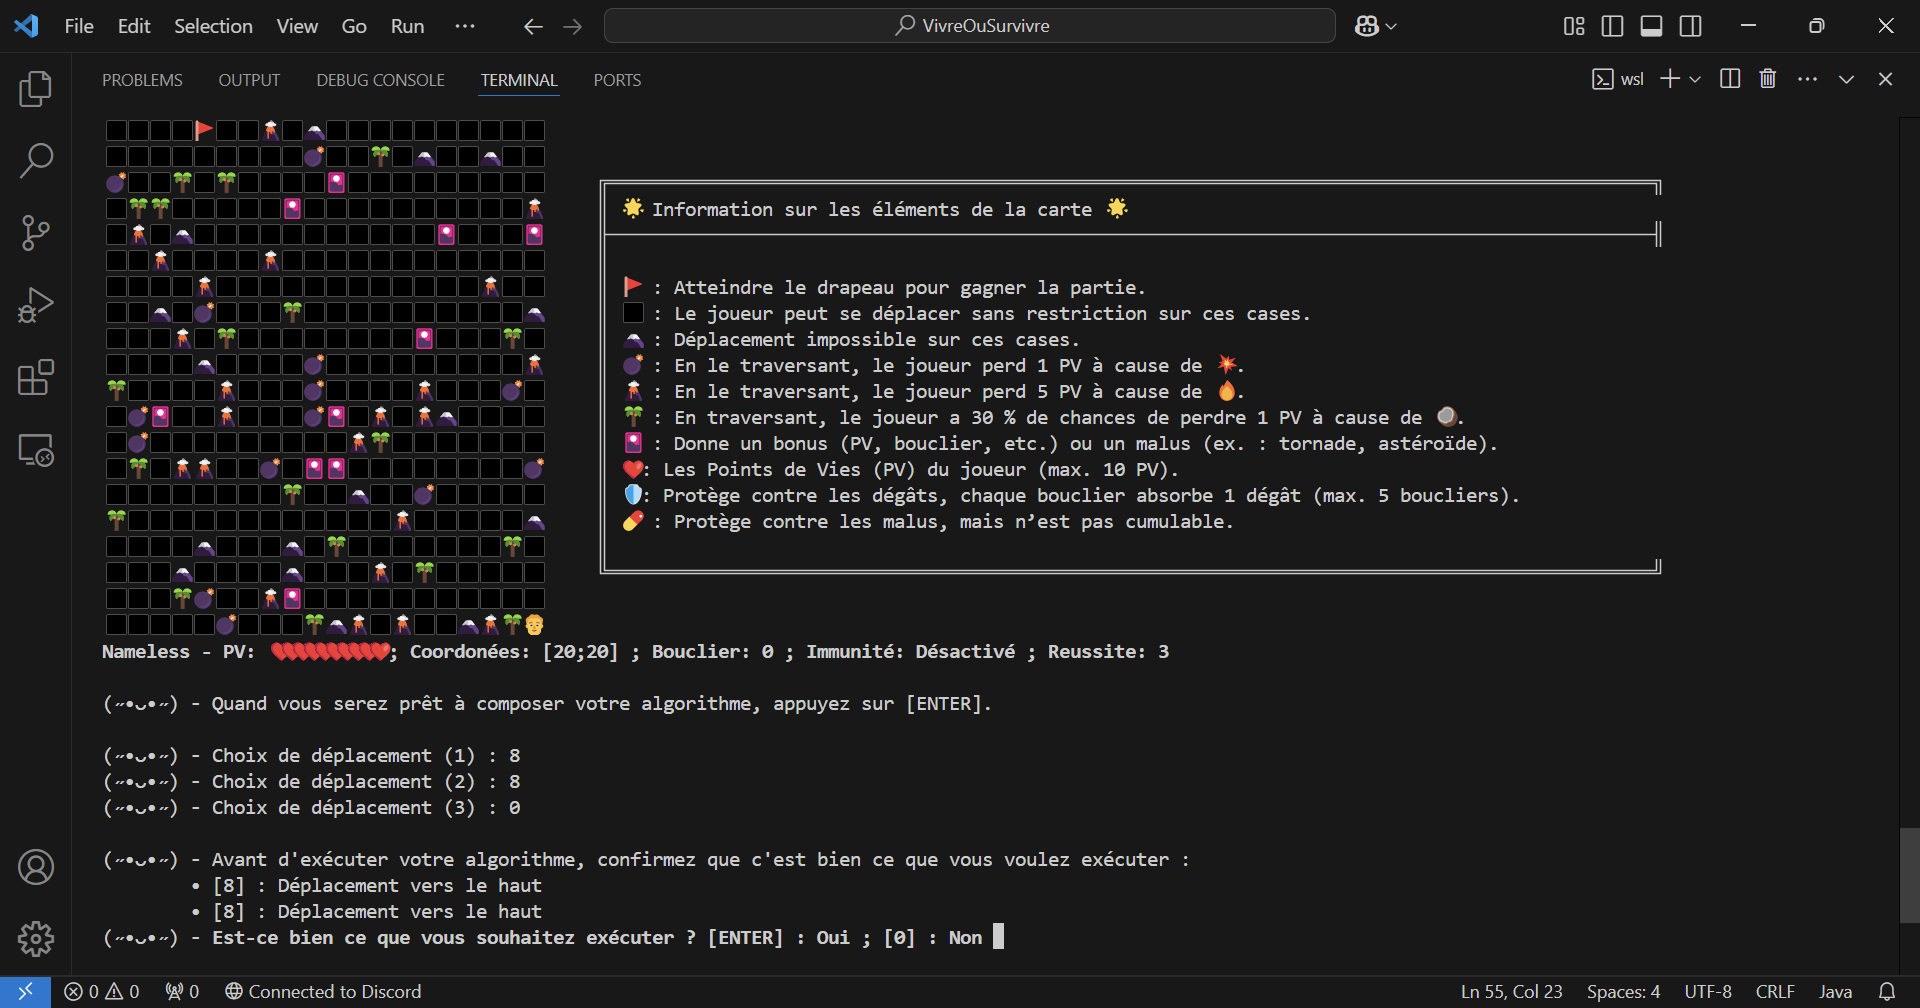 File Edit Selection View Go Run ··· VivreOuSurvivre
PROBLEMS OUTPUT DEBUG CONSOLE TERMINAL PORTS wsl
🌟 Information sur les éléments de la carte 🌟
🚩 : Atteindre le drapeau pour gagner la partie.
⬛ : Le joueur peut se déplacer sans restriction sur ces cases.
🗻 : Déplacement impossible sur ces cases.
💣 : En le traversant, le joueur perd 1 PV à cause de 💥.
🌋 : En le traversant, le joueur perd 5 PV à cause de 🔥.
🌴 : En traversant, le joueur a 30 % de chances de perdre 1 PV à cause de 🥥.
🎴 : Donne un bonus (PV, bouclier, etc.) ou un malus (ex. : tornade, astéroïde).
❤️: Les Points de Vies (PV) du joueur (max. 10 PV).
🛡️: Protège contre les dégâts, chaque bouclier absorbe 1 dégât (max. 5 boucliers).
💊 : Protège contre les malus, mais n’est pas cumulable.
Nameless - PV: ❤️❤️❤️❤️❤️❤️❤️❤️❤️❤️; Coordonées: [20;20] ; Bouclier: 0 ; Immunité: Désactivé ; Reussite: 3
(˶•ᴗ•˶) - Quand vous serez prêt à composer votre algorithme, appuyez sur [ENTER].
(˶•ᴗ•˶) - Choix de déplacement (1) : 8
(˶•ᴗ•˶) - Choix de déplacement (2) : 8
(˶•ᴗ•˶) - Choix de déplacement (3) : 0
(˶•ᴗ•˶) - Avant d'exécuter votre algorithme, confirmez que c'est bien ce que vous voulez exécuter :
• [8] : Déplacement vers le haut
• [8] : Déplacement vers le haut
(˶•ᴗ•˶) - Est-ce bien ce que vous souhaitez exécuter ? [ENTER] : Oui ; [0] : Non
0 0 0 Connected to Discord Ln 55, Col 23 Spaces: 4 UTF-8 CRLF Java